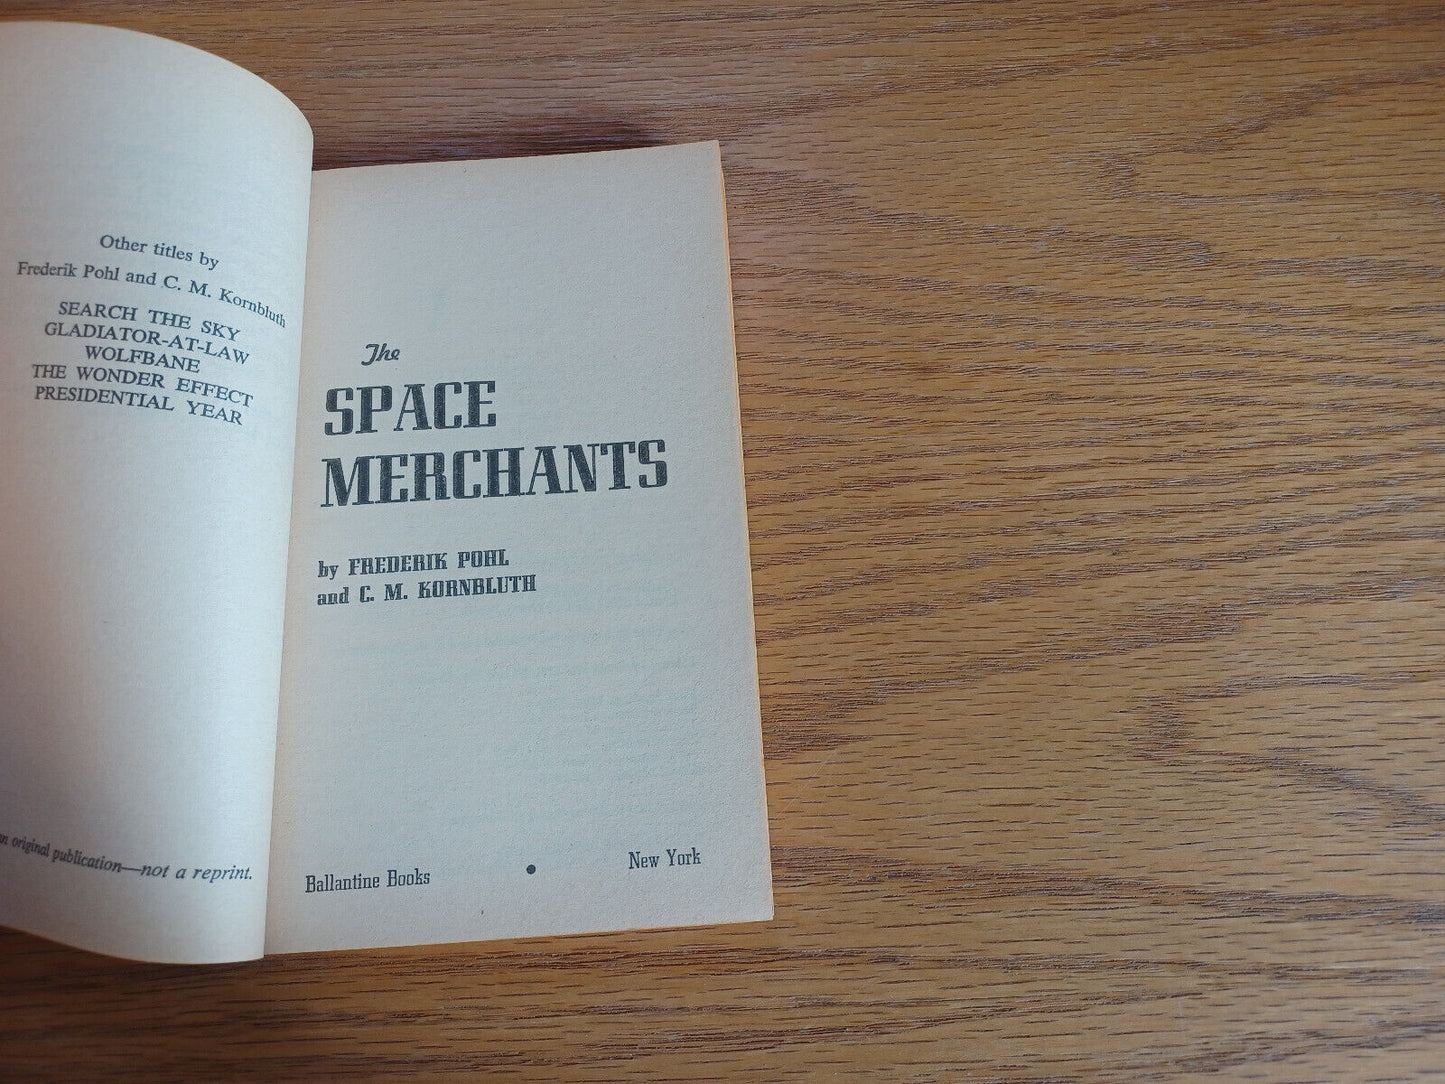 Other titles by
Frederik Pohl and C. M. Kornbluth
SEARCH THE SKY
GLADIATOR-AT-LAW
WOLFBANE
THE WONDER EFFECT
PRESIDENTIAL YEAR
original publication—not a reprint.
The
SPACE
MERCHANTS
by FREDERIK POHL
and C. M. KORNBLUTH
Ballantine Books • New York